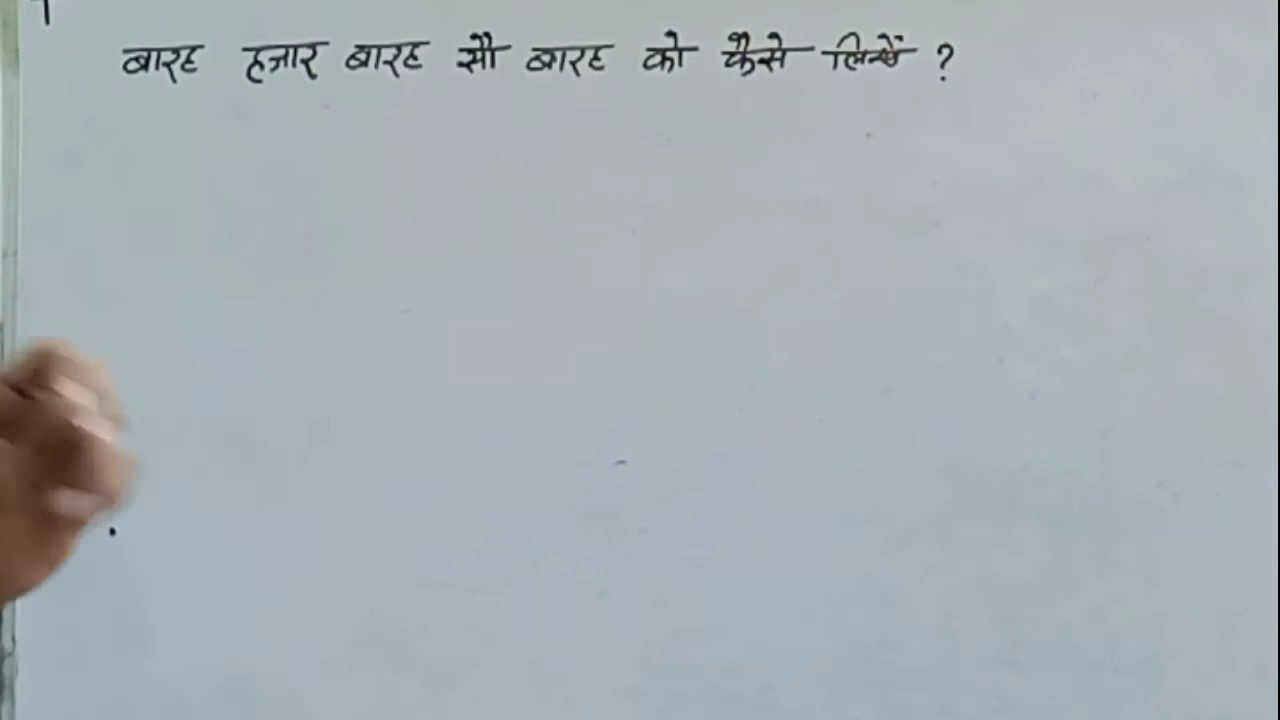 बारह हजार बारह सौ बारह को कैसे लिखें ?